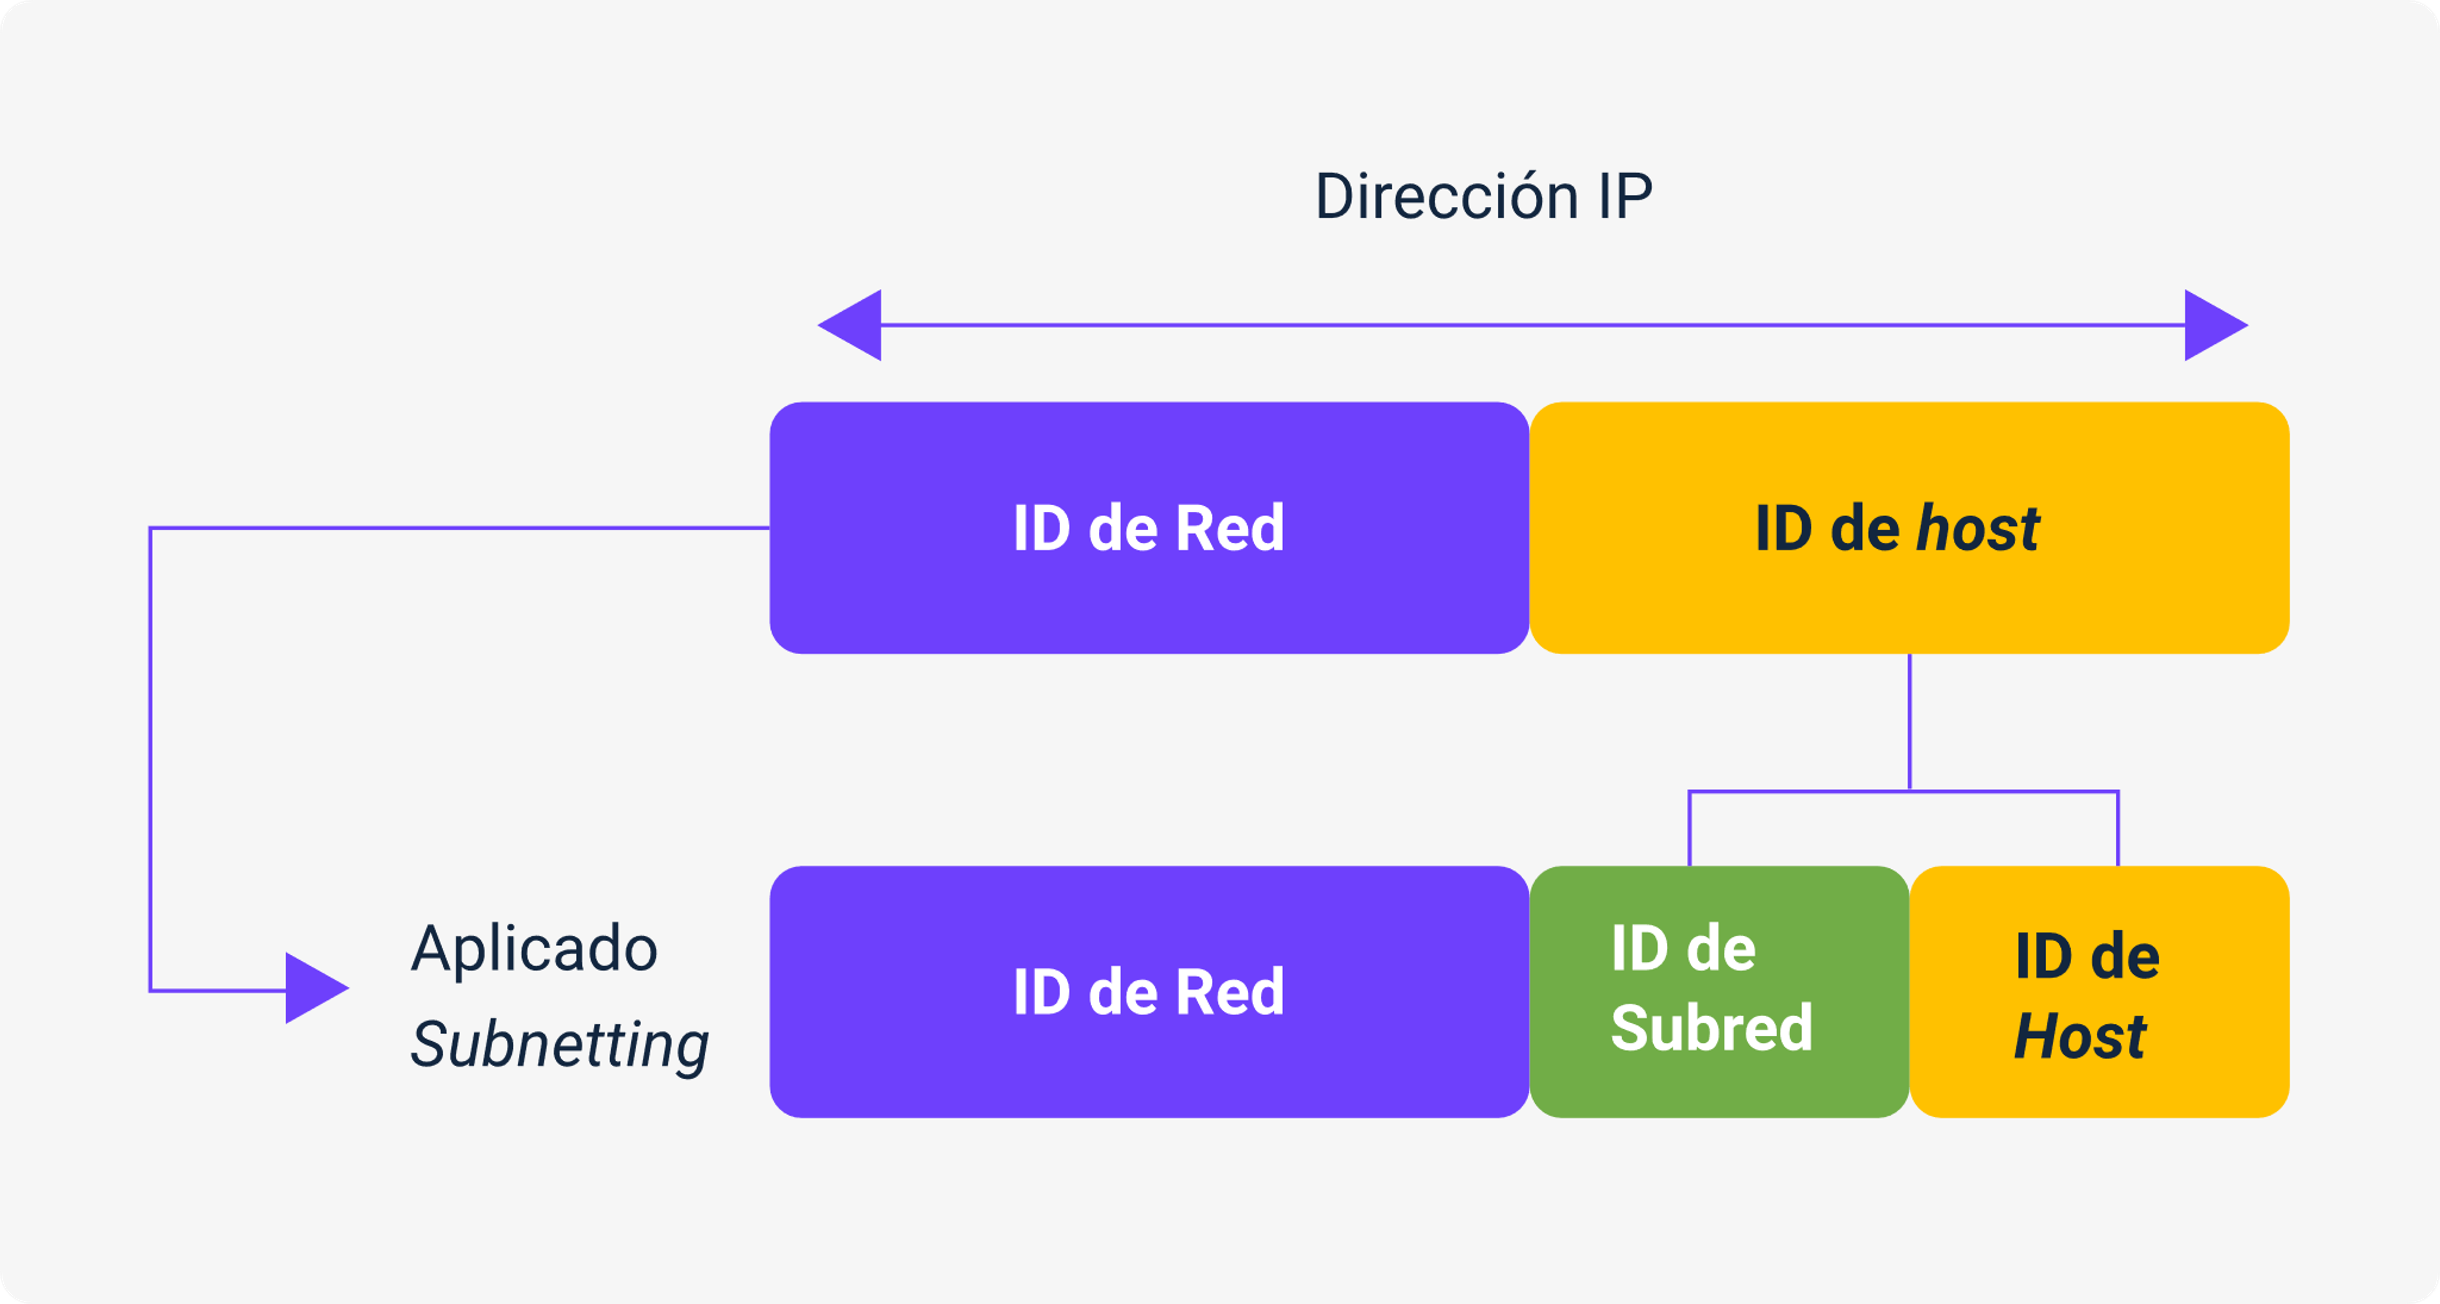 Dirección IP
ID de Red
ID de host
Aplicado
Subnetting
ID de Red
ID de
Subred
ID de
Host